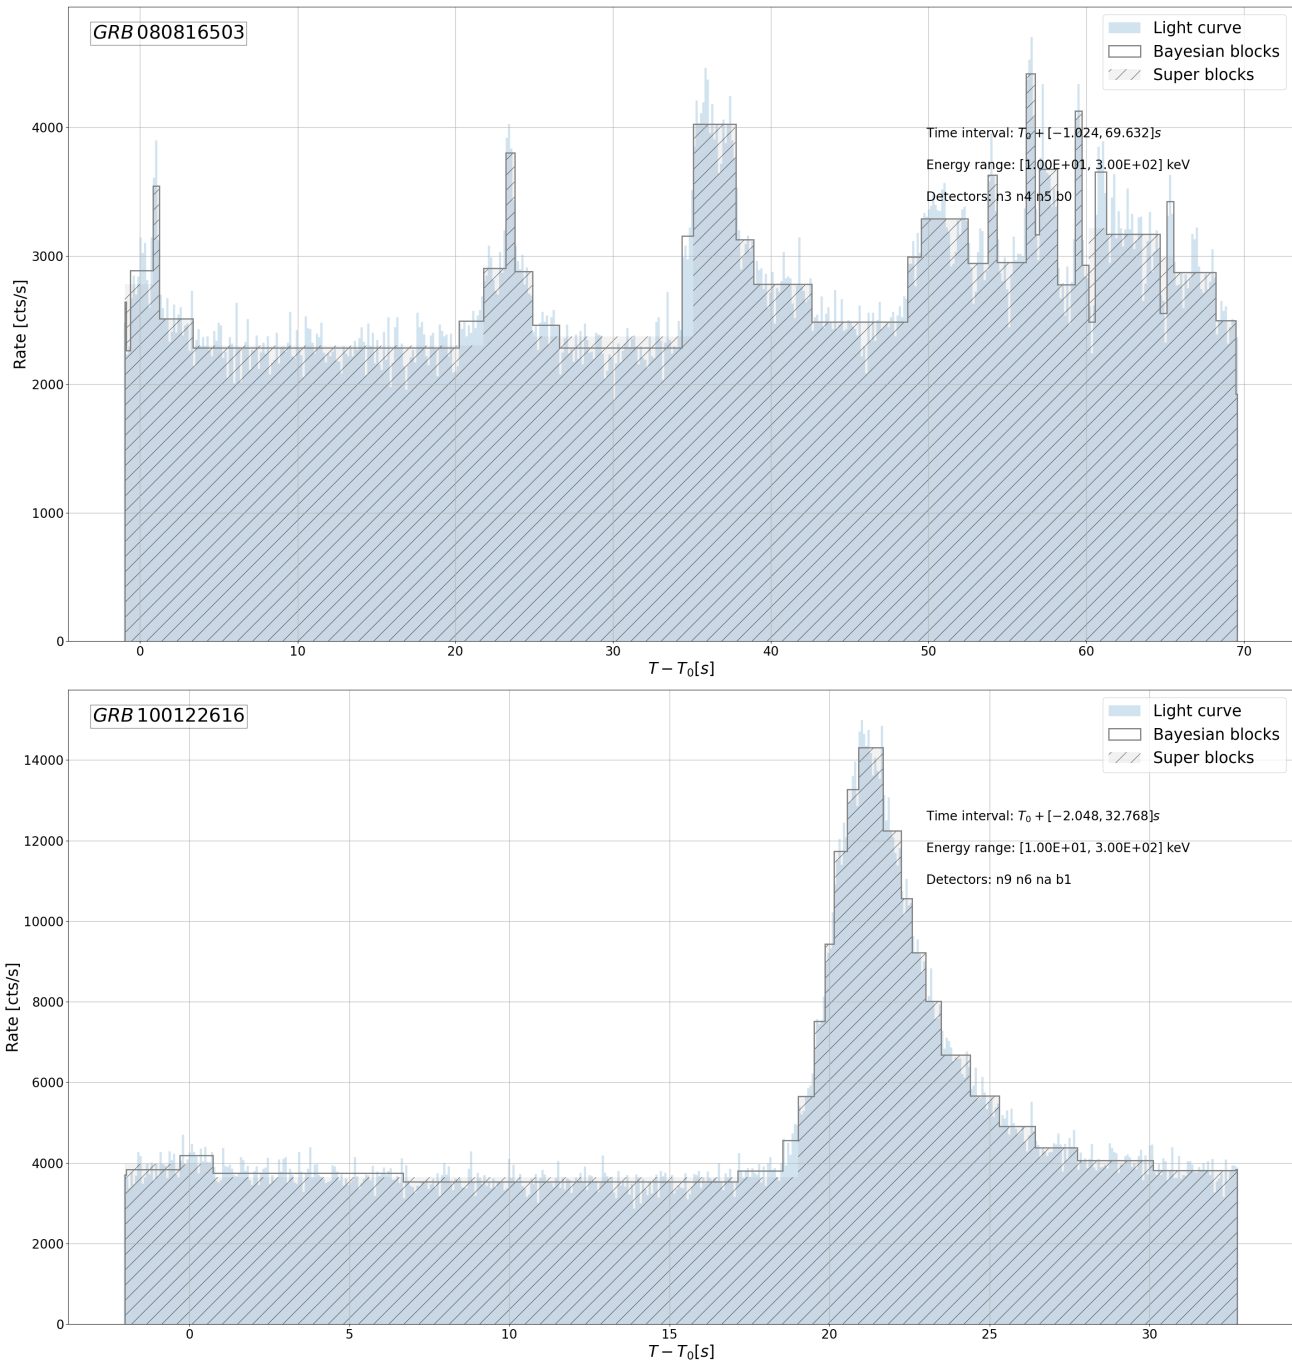 GRB 080816503
Light curve
Bayesian blocks
Super blocks
Time interval: T₀ + [−1.024, 69.632]s
Energy range: [1.00E+01, 3.00E+02] keV
Detectors: n3 n4 n5 b0
Rate [cts/s]
4000
3000
2000
1000
0
0 10 20 30 40 50 60 70
T − T₀[s]
GRB 100122616
Light curve
Bayesian blocks
Super blocks
Time interval: T₀ + [−2.048, 32.768]s
Energy range: [1.00E+01, 3.00E+02] keV
Detectors: n9 n6 na b1
Rate [cts/s]
14000
12000
10000
8000
6000
4000
2000
0
0 5 10 15 20 25 30
T − T₀[s]